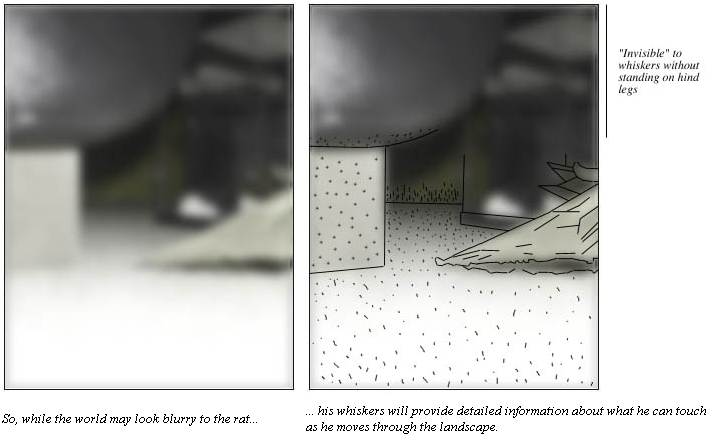 "Invisible" to
whiskers without
standing on hind
legs
So, while the world may look blurry to the rat...
... his whiskers will provide detailed information about what he can touch
as he moves through the landscape.